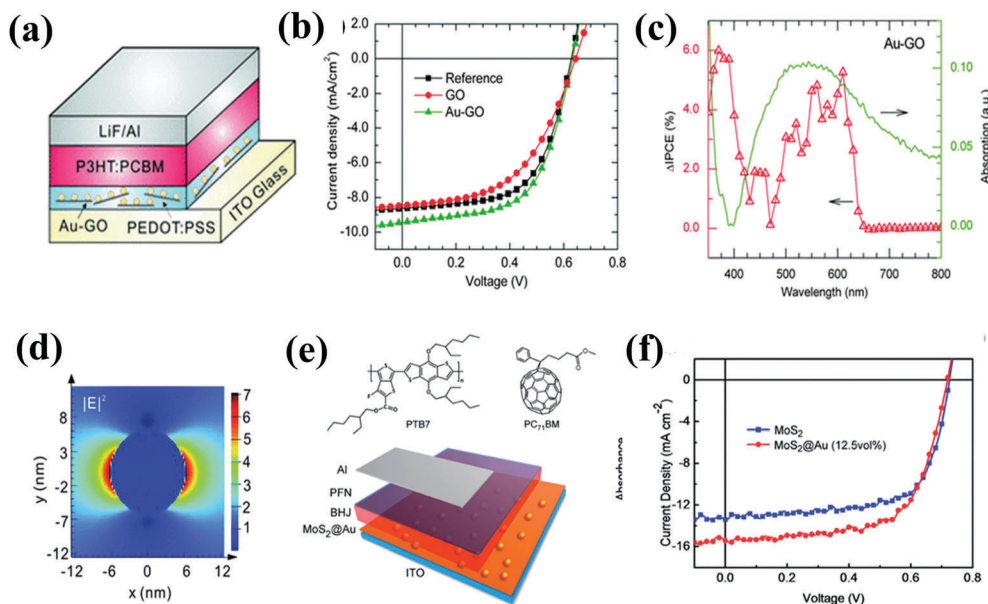 (a)
LiF/Al
P3HT:PCBM
Au-GO
PEDOT:PSS
ITO Glass
(b)
Current density (mA/cm²)
2.0
0.0
-2.0
-4.0
-6.0
-8.0
-10.0
Reference
GO
Au-GO
0.0
0.2
0.4
0.6
0.8
Voltage (V)
(c)
ΔIPCE (%)
6.0
4.0
2.0
0.0
Au-GO
0.10
0.05
0.00
Absorption (a.u.)
400
500
600
700
800
Wavelength (nm)
(d)
|E|²
y (nm)
12
8
3
-2
-7
-12
7
6
5
4
3
2
1
-12
-6
0
6
12
x (nm)
(e)
PTB7
PC₇₁BM
Al
PFN
BHJ
MoS₂@Au
ITO
(f)
Absorbance
Current Density (mA cm⁻²)
0
-4
-8
-12
-16
MoS₂
MoS₂@Au (12.5vol%)
0.0
0.2
0.4
0.6
0.8
Voltage (V)